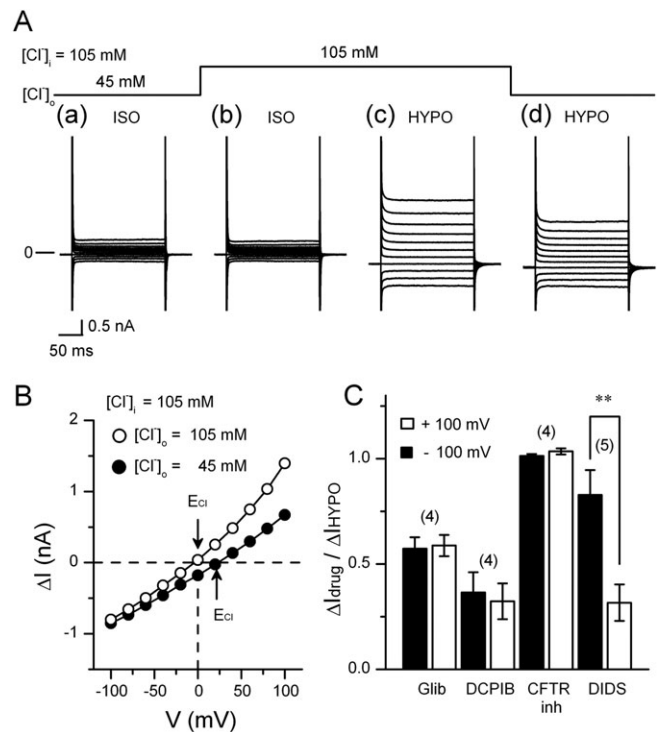 A
[Cl⁻]i = 105 mM
105 mM
45 mM
[Cl⁻]o
(a) ISO
(b) ISO
(c) HYPO
(d) HYPO
0
0.5 nA
50 ms
B
[Cl⁻]i = 105 mM
[Cl⁻]o = 105 mM
[Cl⁻]o = 45 mM
ECl
ECl
ΔI (nA)
2
1
0
-1
-100 -50 0 50 100
V (mV)
C
+ 100 mV
- 100 mV
**
(4)
(4)
(4)
(5)
ΔIdrug / ΔIHYPO
1.0
0.5
0.0
Glib DCPIB CFTR inh DIDS